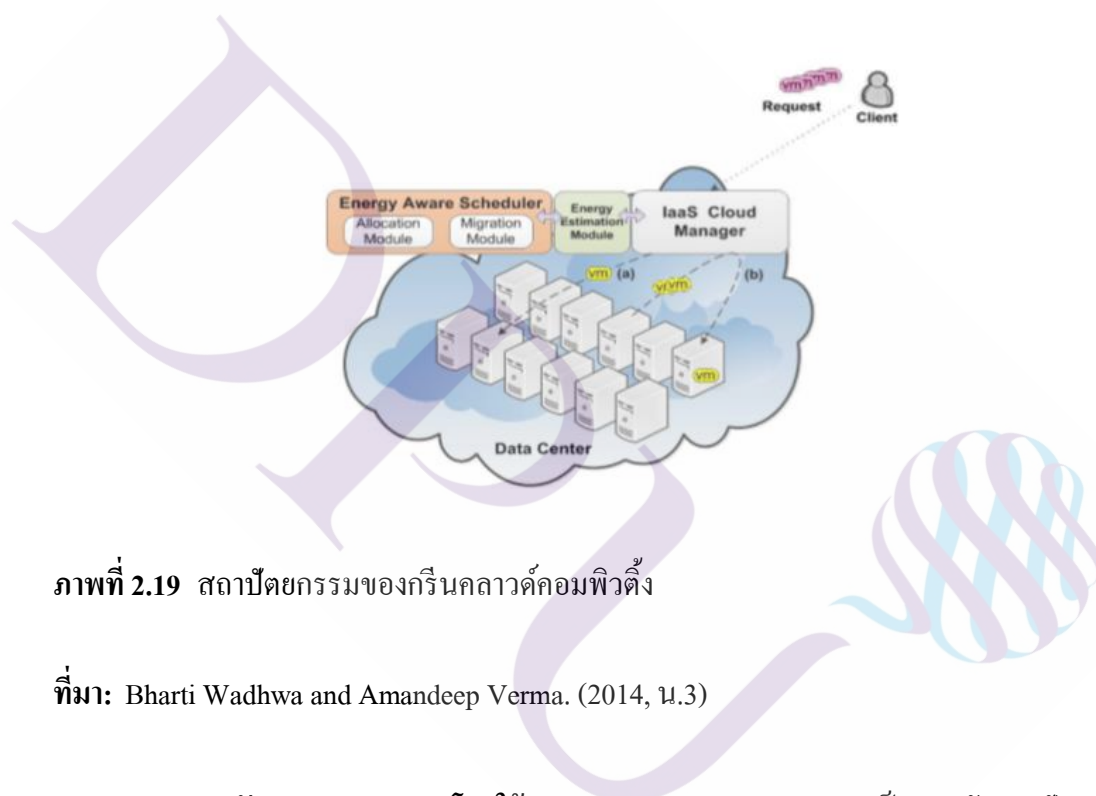 Request
Client
Energy Aware Scheduler
Allocation Module
Migration Module
Energy Estimation Module
IaaS Cloud Manager
vm (a)
vm
(b)
vm
Data Center
ภาพที่ 2.19 สถาปัตยกรรมของกรีนคลาวด์คอมพิวติ้ง
ที่มา: Bharti Wadhwa and Amandeep Verma. (2014, น.3)
DPU